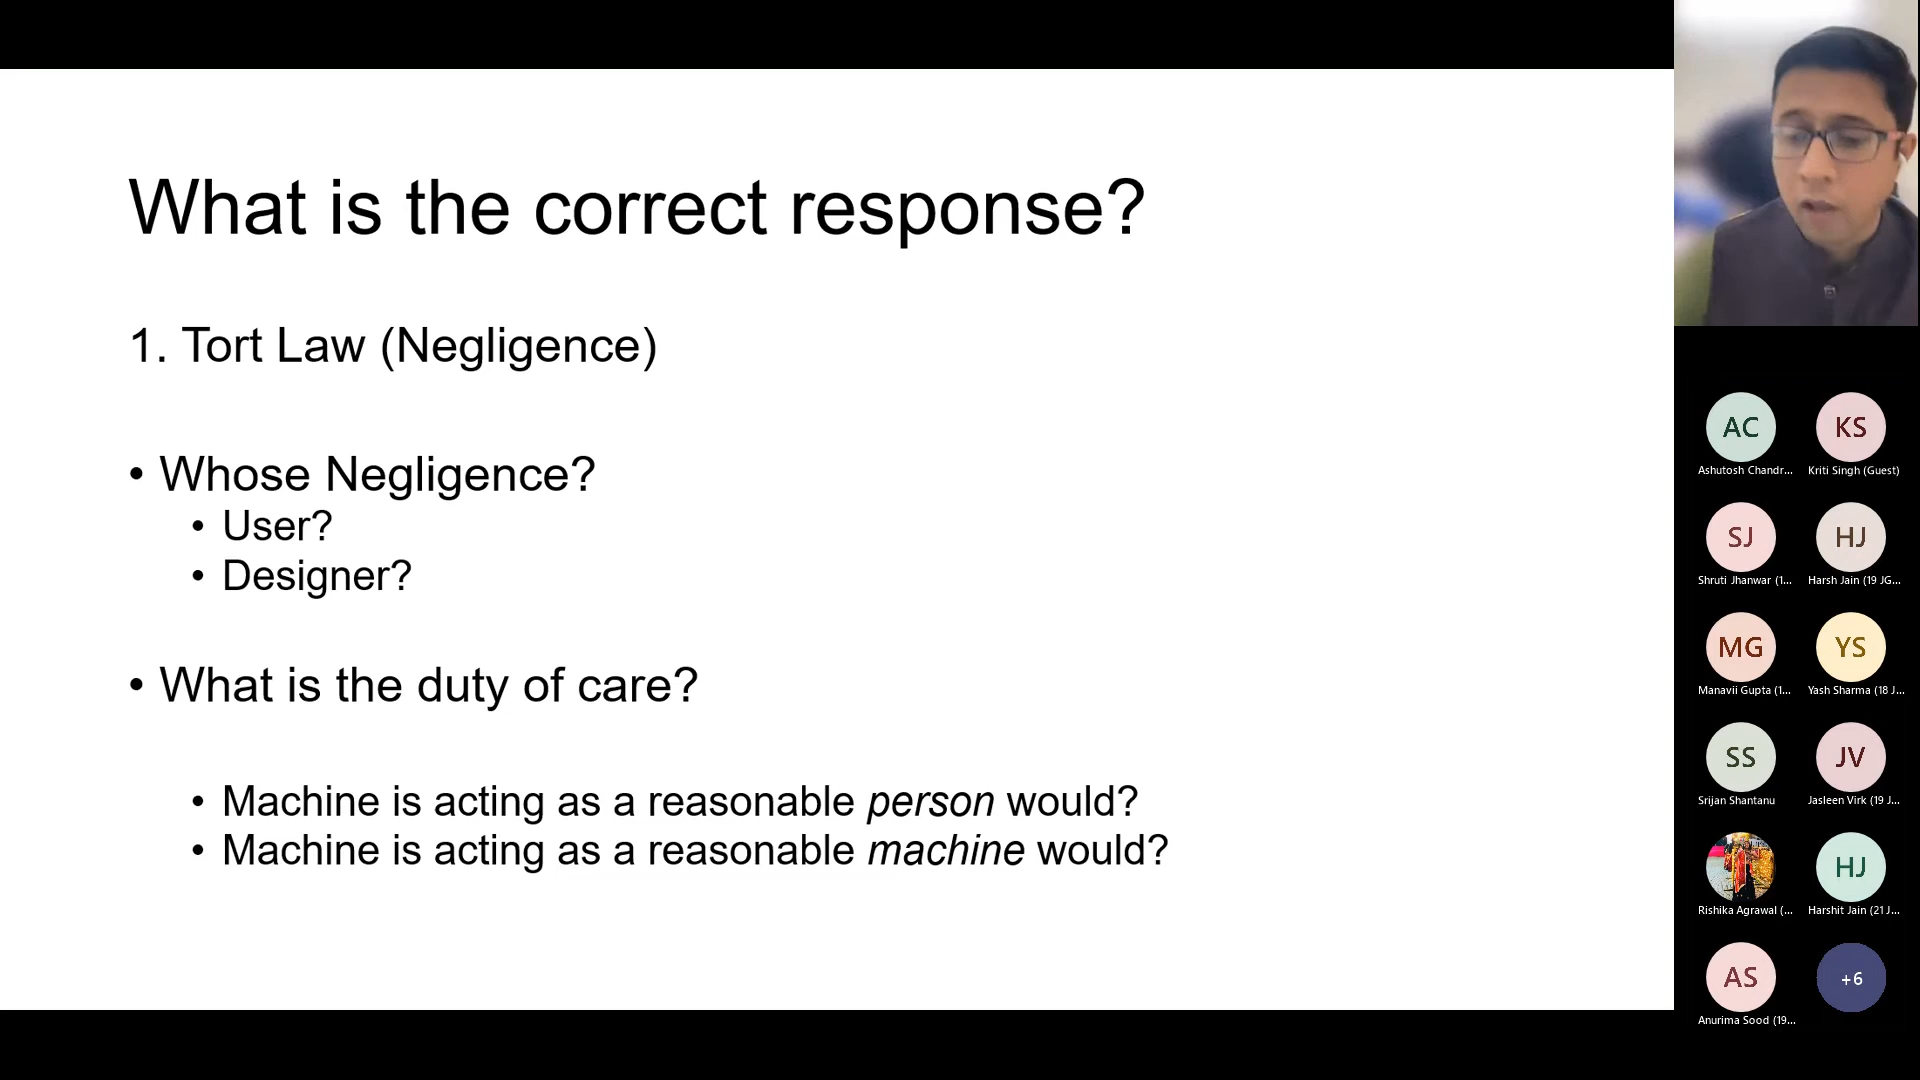 What is the correct response?
1. Tort Law (Negligence)
• Whose Negligence?
• User?
• Designer?
• What is the duty of care?
• Machine is acting as a reasonable person would?
• Machine is acting as a reasonable machine would?
AC
KS
Ashutosh Chandr...
Kriti Singh (Guest)
SJ
HJ
Shruti Jhanwar (1...
Harsh Jain (19 JG...
MG
YS
Manavii Gupta (1...
Yash Sharma (18 J...
SS
JV
Srijan Shantanu
Jasleen Virk (19 J...
HJ
Rishika Agrawal (...
Harshit Jain (21 J...
AS
+6
Anurima Sood (19...